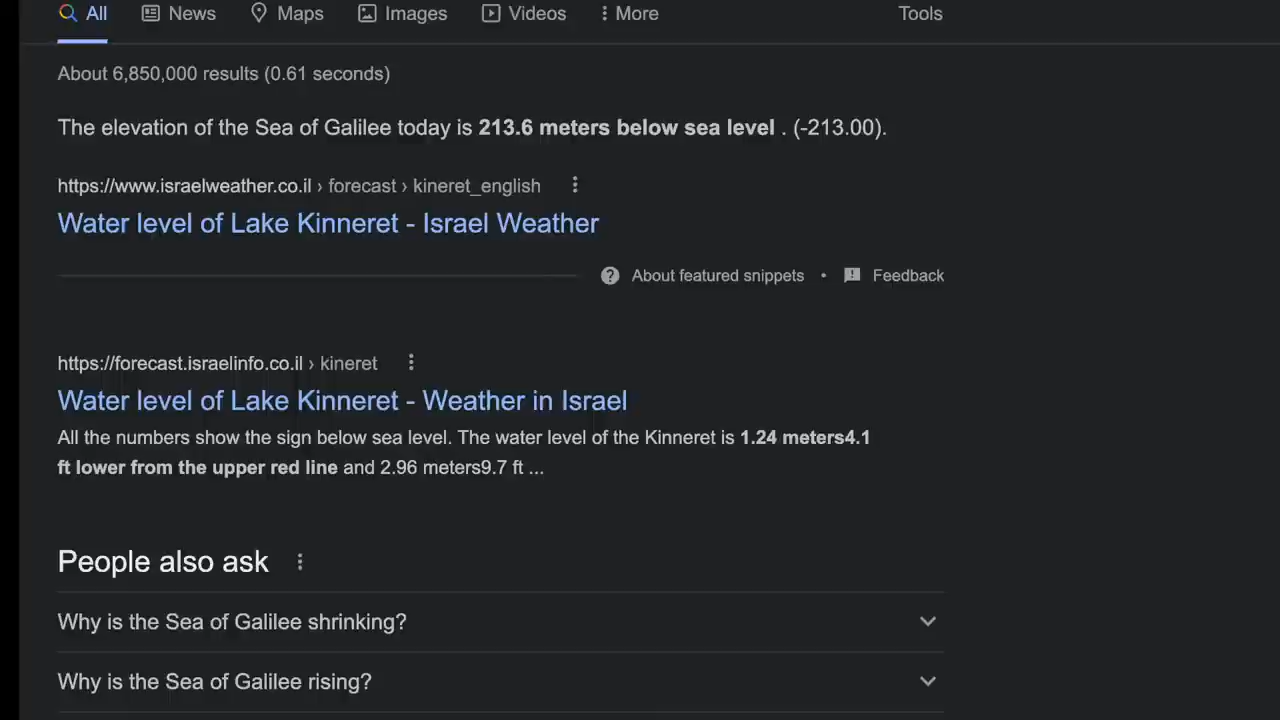 All News Maps Images Videos More Tools
About 6,850,000 results (0.61 seconds)
The elevation of the Sea of Galilee today is 213.6 meters below sea level . (-213.00).
https://www.israelweather.co.il › forecast › kineret_english
Water level of Lake Kinneret - Israel Weather
About featured snippets • Feedback
https://forecast.israelinfo.co.il › kineret
Water level of Lake Kinneret - Weather in Israel
All the numbers show the sign below sea level. The water level of the Kinneret is 1.24 meters4.1
ft lower from the upper red line and 2.96 meters9.7 ft ...
People also ask
Why is the Sea of Galilee shrinking?
Why is the Sea of Galilee rising?